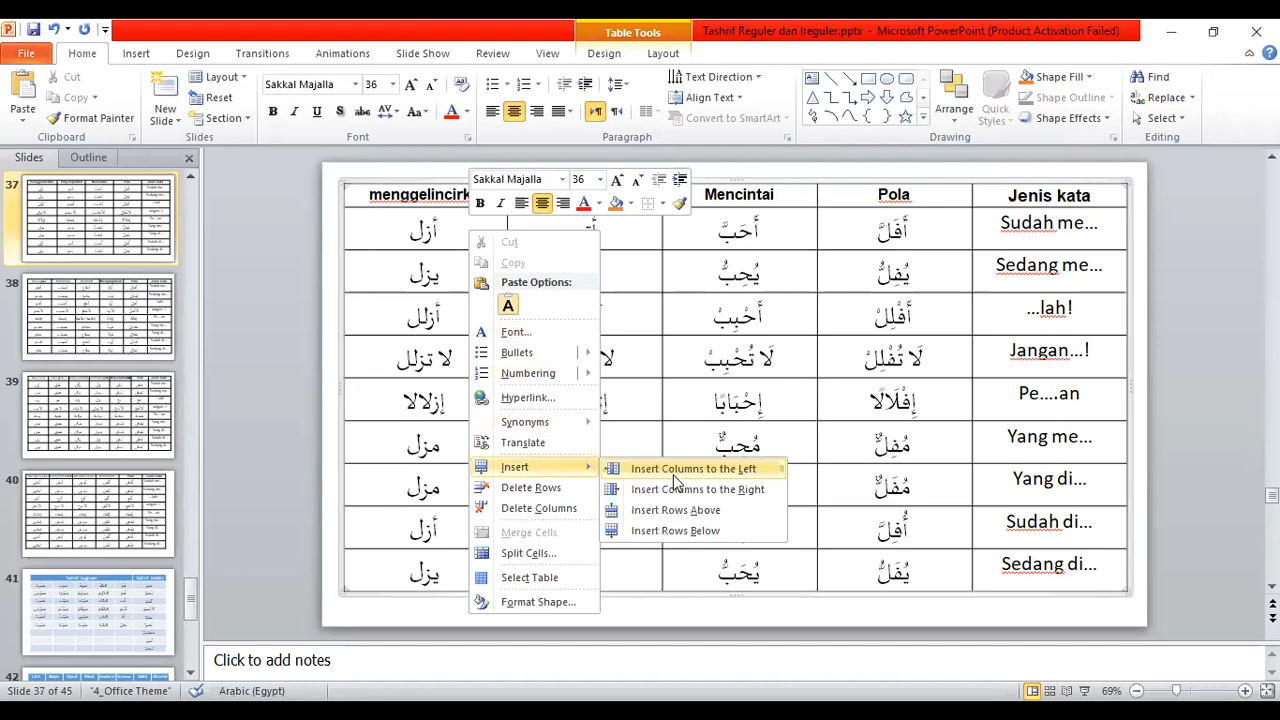 Table Tools
Tashrif Reguler dan Ireguler.pptx - Microsoft PowerPoint (Product Activation Failed)
File Home Insert Design Transitions Animations Slide Show Review View Design Layout
Paste
Cut
Copy
Format Painter
Clipboard
New Slide
Layout
Reset
Section
Slides
Sakkal Majalla 36
Font
Paragraph
Text Direction
Align Text
Convert to SmartArt
Arrange
Quick Styles
Shape Fill
Shape Outline
Shape Effects
Drawing
Find
Replace
Select
Editing
Slides Outline
37
38
39
40
41
42
Sakkal Majalla 36
Cut
Copy
Paste Options:
Font...
Bullets
Numbering
Hyperlink...
Synonyms
Translate
Insert
Delete Rows
Delete Columns
Merge Cells
Split Cells...
Select Table
Format Shape...
Insert Columns to the Left
Insert Columns to the Right
Insert Rows Above
Insert Rows Below
Mencintai Pola Jenis kata
أزل أَحَبَّ أَفَلَّ Sudah me...
يزل يُحِبُّ يُفِلُّ Sedang me...
أزلل أَحْبِبْ أَفْلِلْ ...lah!
لا تزلل لَا تُحْبِبْ لَا تُفْلِلْ Jangan...!
إزلالا إِحْبَابًا إِفْلَالًا Pe....an
مزل مُحِبٌّ مُفِلٌّ Yang me...
مزل مُفَلٌّ Yang di...
أزل أُفِلَّ Sudah di...
يزل يُحَبُّ يُفَلُّ Sedang di...
Click to add notes
Slide 37 of 45 "4_Office Theme" Arabic (Egypt) 69%